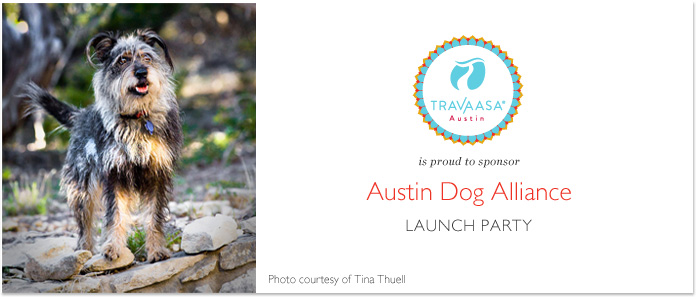 TRAVAASA®
Austin
is proud to sponsor
Austin Dog Alliance
LAUNCH PARTY
Photo courtesy of Tina Thuell